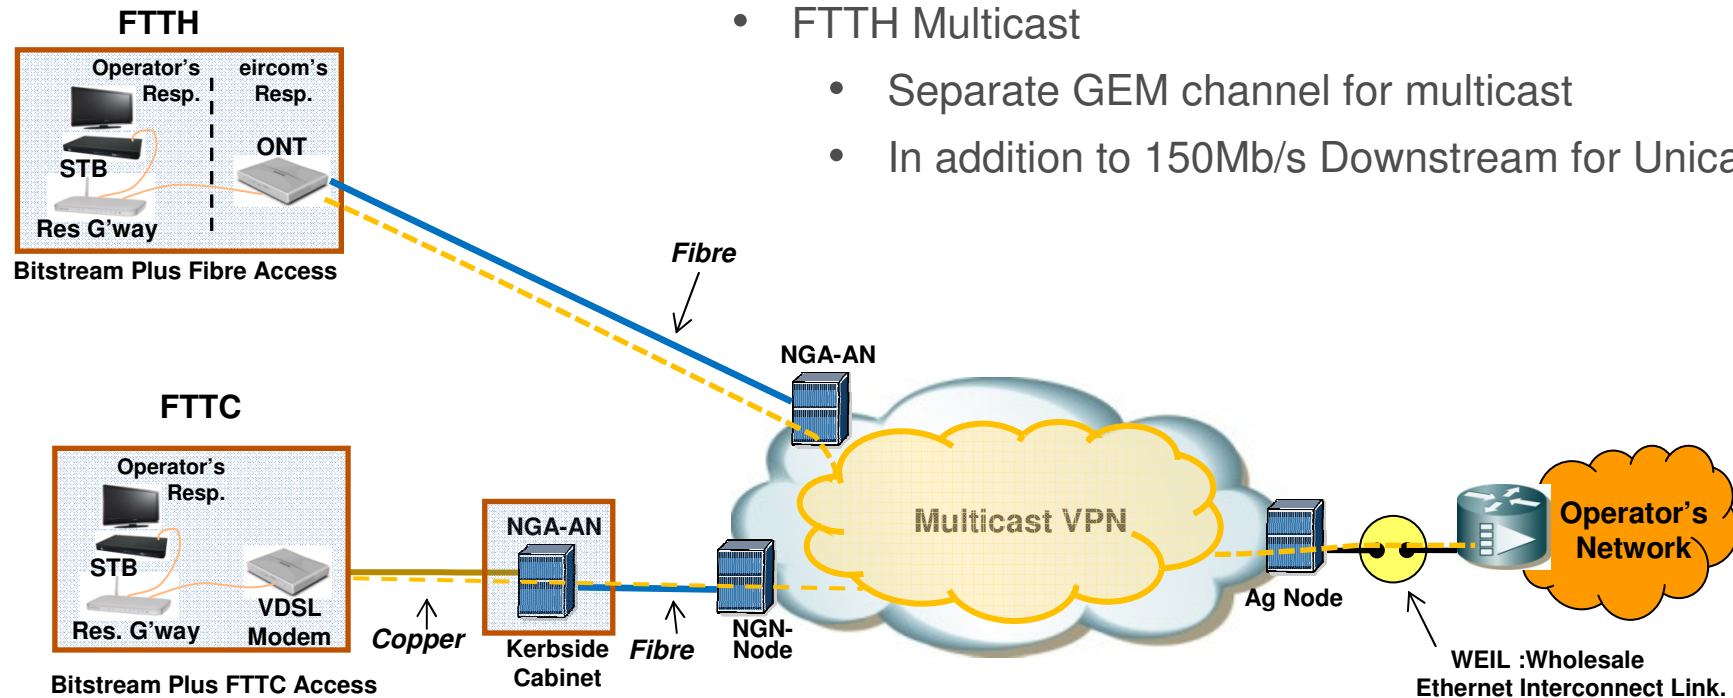 FTTH
• FTTH Multicast
• Separate GEM channel for multicast
• In addition to 150Mb/s Downstream for
Operator's
Resp.
eircom's
Resp.
STB
ONT
Res G'way
Bitstream Plus Fibre Access
Fibre
NGA-AN
FTTC
Operator's
Resp.
STB
VDSL
Modem
Res. G'way
Bitstream Plus FTTC Access
Copper
NGA-AN
Kerbside
Cabinet
Fibre
NGN-
Node
Multicast VPN
Ag Node
Operator's
Network
WEIL :Wholesale
Ethernet Interconnect Link.